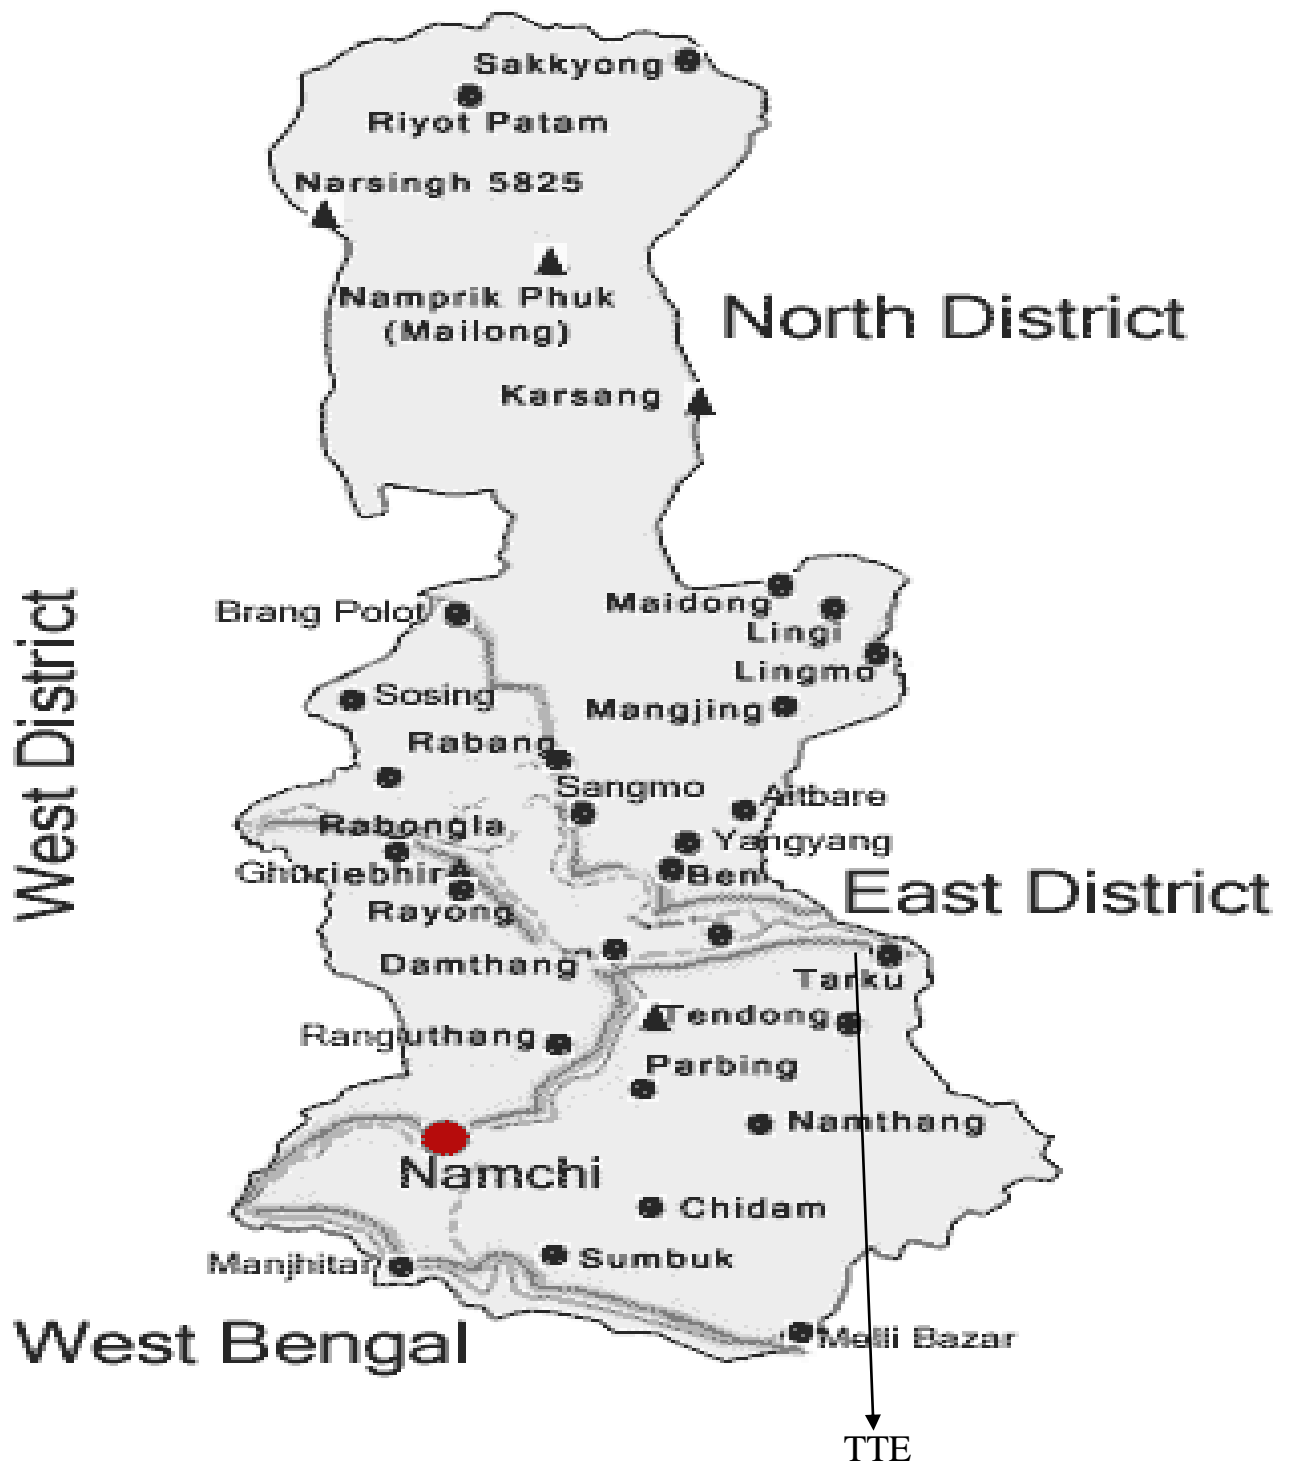 Sakkyong
Riyot Patam
Narsingh 5825
Namprik Phuk
(Mailong)
North District
Karsang
West District
Maidong
Brang Polot
Lingi
Lingmo
Sosing
Mangjing
Rabang
Sangmo
Aitbare
Rabongla
Yangyang
Ben
East District
Rayong
Damthang
Tarku
Tendong
Ranguthang
Parbing
Namthang
Namchi
Chidam
Sumbuk
Manjhitar
West Bengal
Melli Bazar
TTE